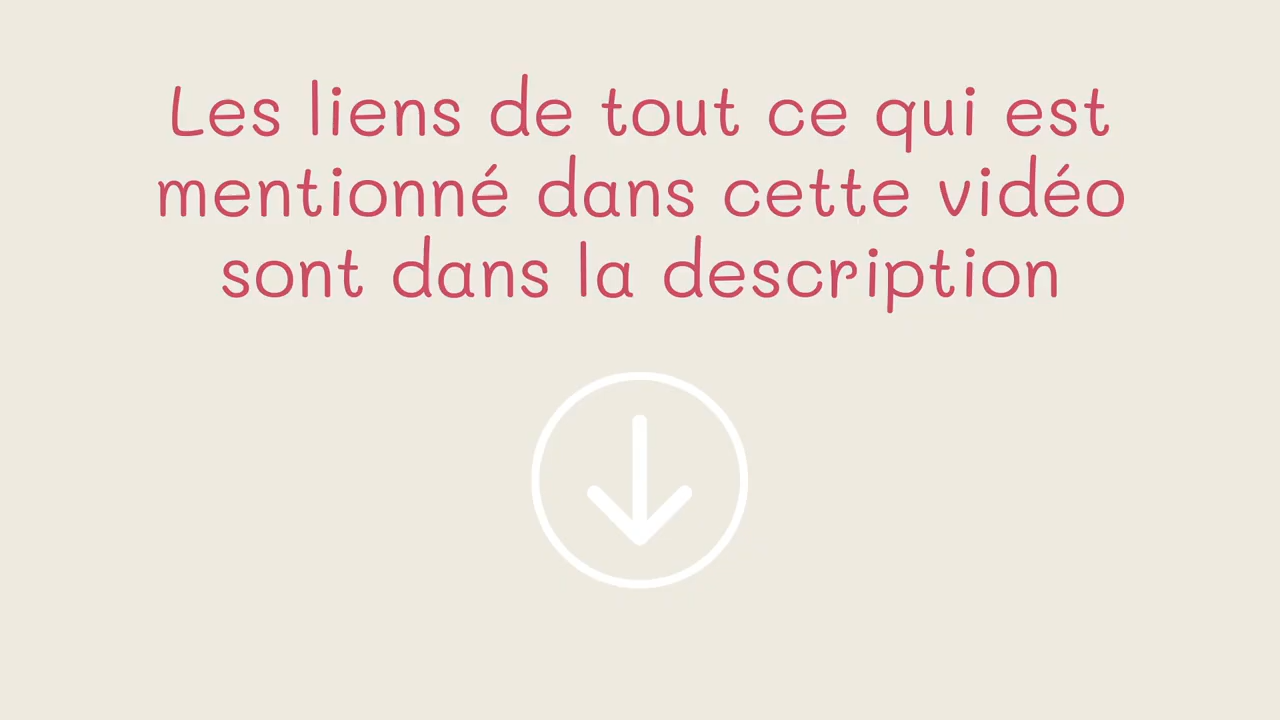 Les liens de tout ce qui est
mentionné dans cette vidéo
sont dans la description